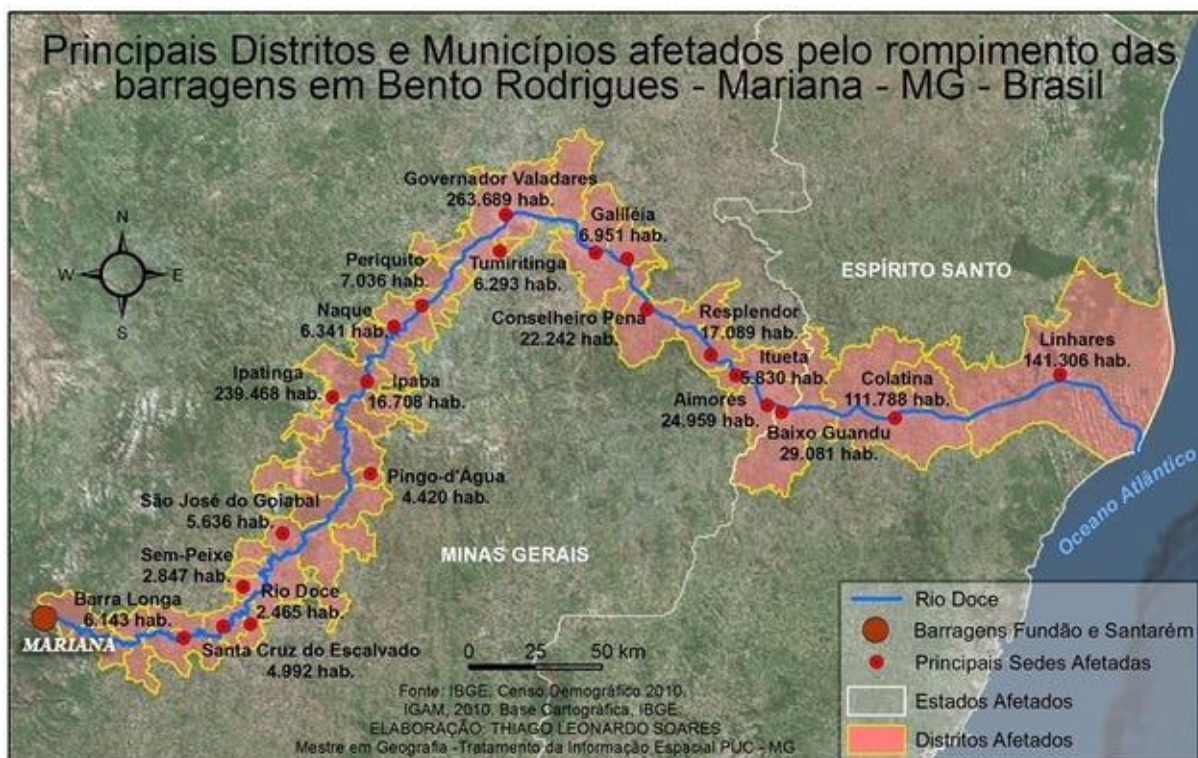 Principais Distritos e Municípios afetados pelo rompimento das
barragens em Bento Rodrigues - Mariana - MG - Brasil
N
W
E
S
Governador Valadares
263.689 hab.
Galiléia
6.951 hab.
Periquito
7.036 hab.
Tumiritinga
6.293 hab.
ESPÍRITO SANTO
Naque
6.341 hab.
Conselheiro Pena
22.242 hab.
Resplendor
17.089 hab.
Itueta
5.830 hab.
Linhares
141.306 hab.
Ipatinga
239.468 hab.
Ipaba
16.708 hab.
Aimorés
24.959 hab.
Colatina
111.788 hab.
Baixo Guandu
29.081 hab.
Pingo-d'Água
4.420 hab.
São José do Goiabal
5.636 hab.
Oceano Atlântico
MINAS GERAIS
Sem-Peixe
2.847 hab.
Rio Doce
2.465 hab.
Barra Longa
6.143 hab.
MARIANA
Santa Cruz do Escalvado
4.992 hab.
0 25 50 km
Fonte: IBGE, Censo Demográfico 2010.
IGAM, 2010. Base Cartográfica, IBGE.
ELABORAÇÃO: THIAGO LEONARDO SOARES
Mestre em Geografia -Tratamento da Informação Espacial PUC - MG
Rio Doce
Barragens Fundão e Santarém
Principais Sedes Afetadas
Estados Afetados
Distritos Afetados